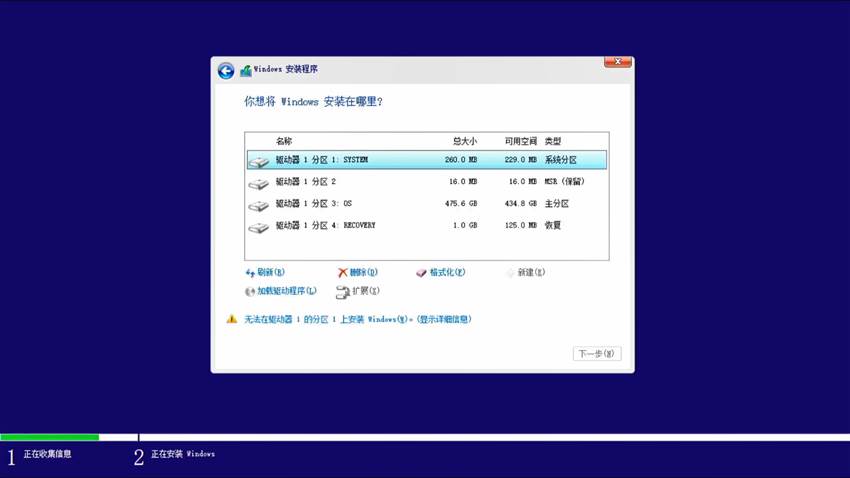 Windows 安装程序
你想将 Windows 安装在哪里?
名称 总大小 可用空间 类型
驱动器 1 分区 1: SYSTEM 260.0 MB 229.0 MB 系统分区
驱动器 1 分区 2 16.0 MB 16.0 MB MSR (保留)
驱动器 1 分区 3: OS 475.6 GB 434.8 GB 主分区
驱动器 1 分区 4: RECOVERY 1.0 GB 125.0 MB 恢复
刷新(R) 删除(D) 格式化(F) 新建(E)
加载驱动程序(L) 扩展(X)
无法在驱动器 1 的分区 1 上安装 Windows(W)。(显示详细信息)
下一步(N)
1 正在收集信息 2 正在安装 Windows